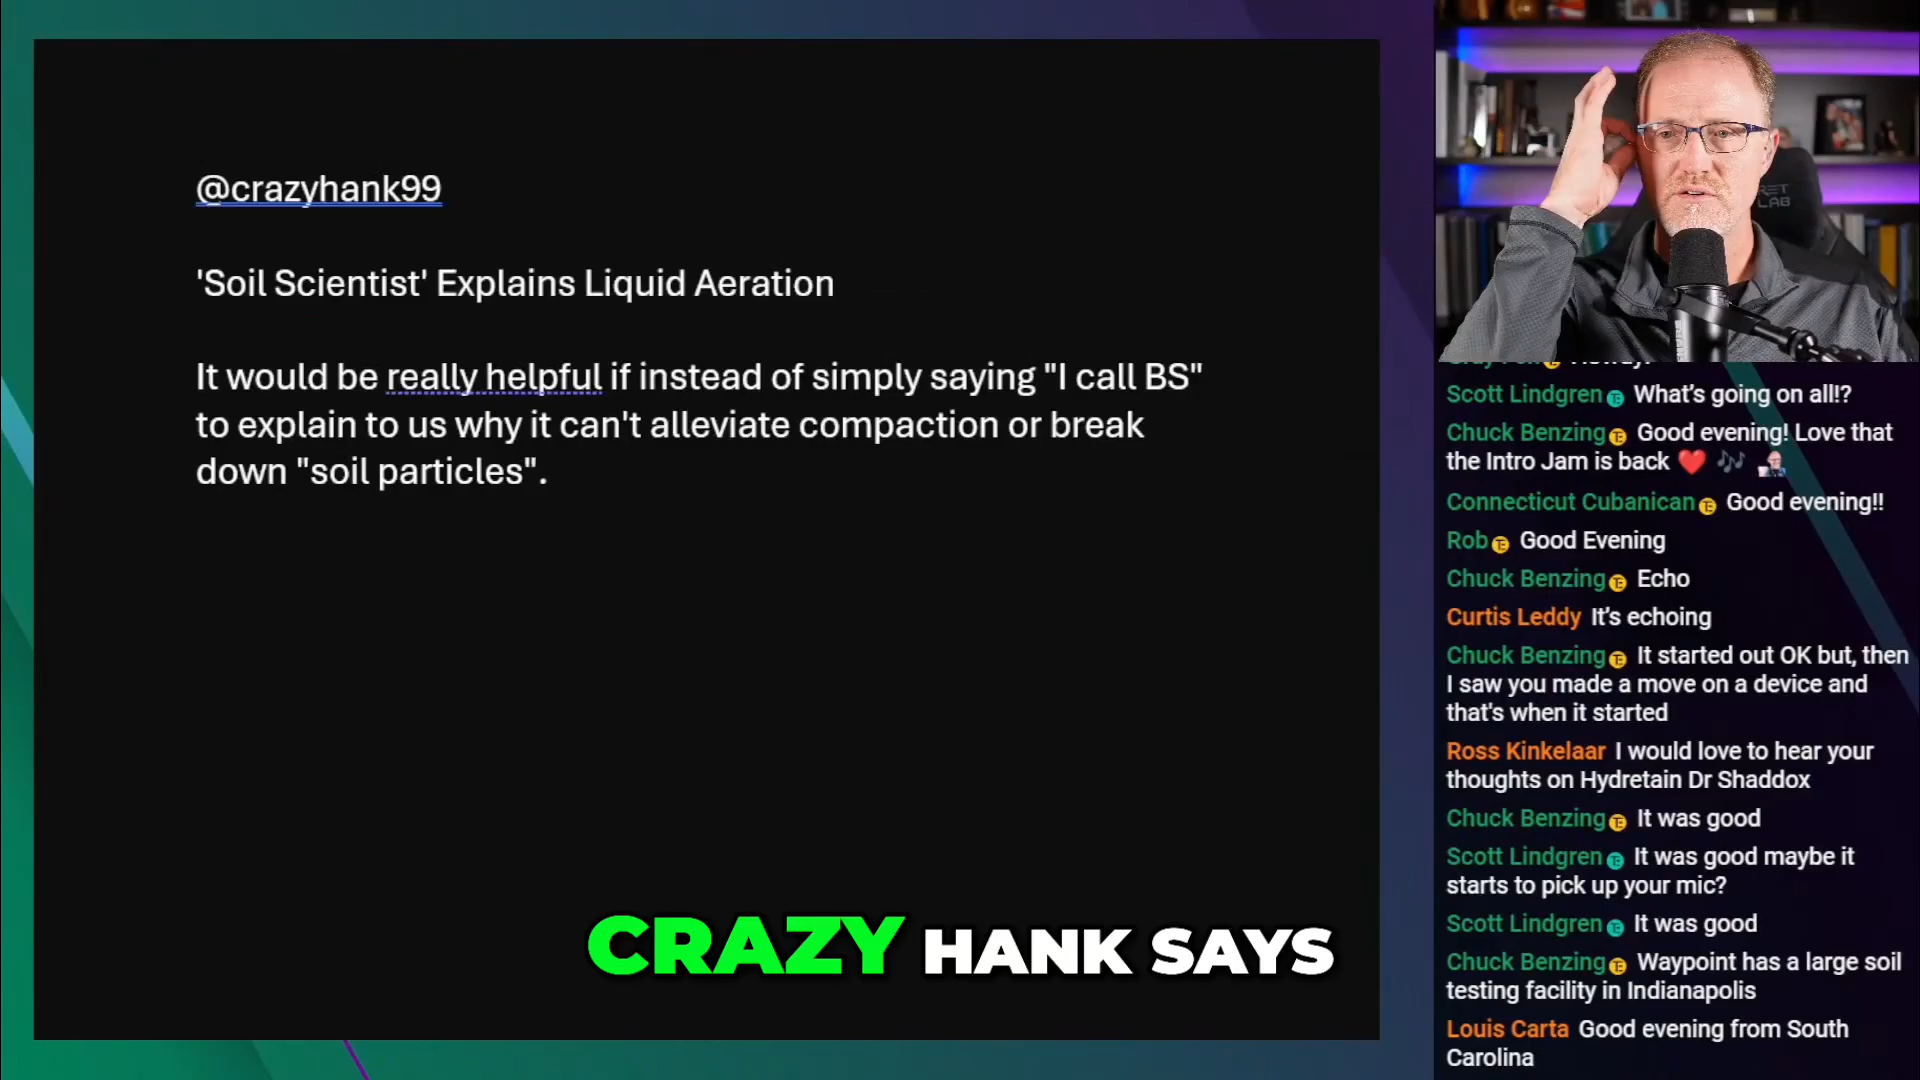 @crazyhank99
'Soil Scientist' Explains Liquid Aeration
It would be really helpful if instead of simply saying "I call BS"
to explain to us why it can't alleviate compaction or break
down "soil particles".
CRAZY HANK SAYS
RET
LAB
Scott Lindgren What's going on all!?
Chuck Benzing Good evening! Love that
the Intro Jam is back ❤️ 🎶
Connecticut Cubanican Good evening!!
Rob Good Evening
Chuck Benzing Echo
Curtis Leddy It's echoing
Chuck Benzing It started out OK but, then
I saw you made a move on a device and
that's when it started
Ross Kinkelaar I would love to hear your
thoughts on Hydretain Dr Shaddox
Chuck Benzing It was good
Scott Lindgren It was good maybe it
starts to pick up your mic?
Scott Lindgren It was good
Chuck Benzing Waypoint has a large soil
testing facility in Indianapolis
Louis Carta Good evening from South
Carolina